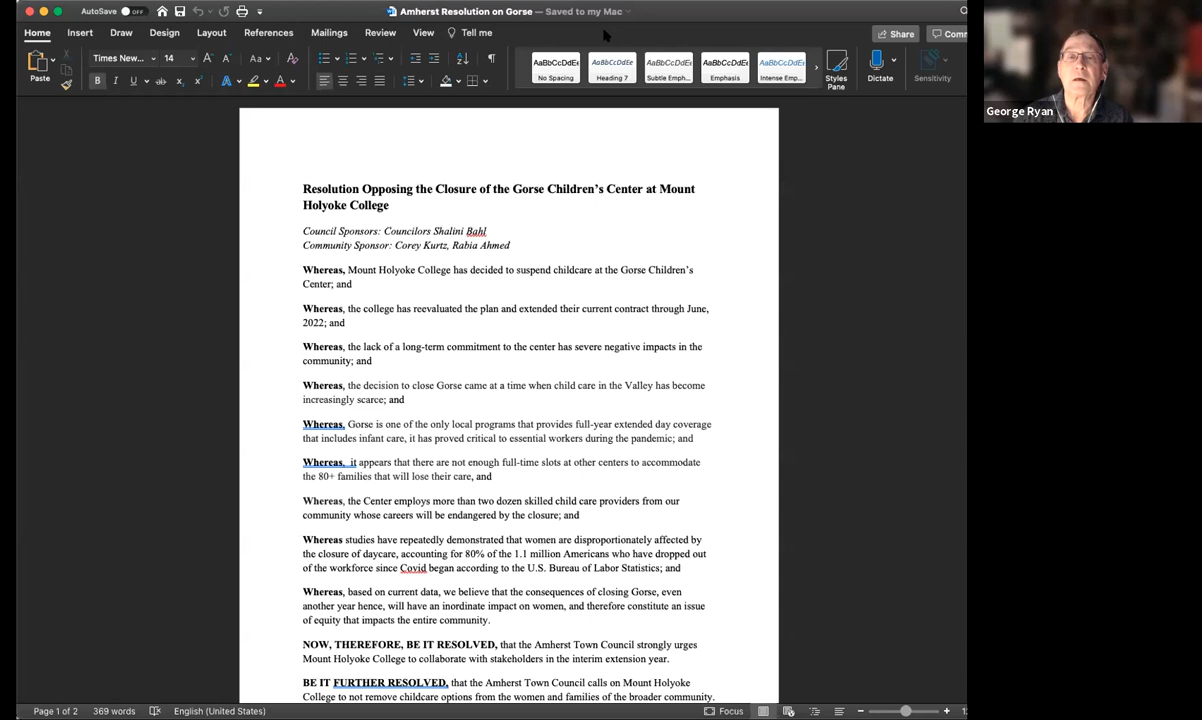 AutoSave OFF
Amherst Resolution on Gorse — Saved to my Mac
Home Insert Draw Design Layout References Mailings Review View Tell me
Share
Comm
Paste
Times New... 14
AaBbCcDdEe
No Spacing
AaBbCcDdEe
Heading 7
AaBbCcDdEe
Subtle Emph...
AaBbCcDdEe
Emphasis
AaBbCcDdEe
Intense Emp...
Styles
Pane
Dictate
Sensitivity
George Ryan
Resolution Opposing the Closure of the Gorse Children's Center at Mount
Holyoke College
Council Sponsors: Councilors Shalini Bahl
Community Sponsor: Corey Kurtz, Rabia Ahmed
Whereas, Mount Holyoke College has decided to suspend childcare at the Gorse Children's
Center; and
Whereas, the college has reevaluated the plan and extended their current contract through June,
2022; and
Whereas, the lack of a long-term commitment to the center has severe negative impacts in the
community; and
Whereas, the decision to close Gorse came at a time when child care in the Valley has become
increasingly scarce; and
Whereas, Gorse is one of the only local programs that provides full-year extended day coverage
that includes infant care, it has proved critical to essential workers during the pandemic; and
Whereas, it appears that there are not enough full-time slots at other centers to accommodate
the 80+ families that will lose their care, and
Whereas, the Center employs more than two dozen skilled child care providers from our
community whose careers will be endangered by the closure; and
Whereas studies have repeatedly demonstrated that women are disproportionately affected by
the closure of daycare, accounting for 80% of the 1.1 million Americans who have dropped out
of the workforce since Covid began according to the U.S. Bureau of Labor Statistics; and
Whereas, based on current data, we believe that the consequences of closing Gorse, even
another year hence, will have an inordinate impact on women, and therefore constitute an issue
of equity that impacts the entire community.
NOW, THEREFORE, BE IT RESOLVED, that the Amherst Town Council strongly urges
Mount Holyoke College to collaborate with stakeholders in the interim extension year.
BE IT FURTHER RESOLVED, that the Amherst Town Council calls on Mount Holyoke
College to not remove childcare options from the women and families of the broader community.
Page 1 of 2 369 words English (United States) Focus